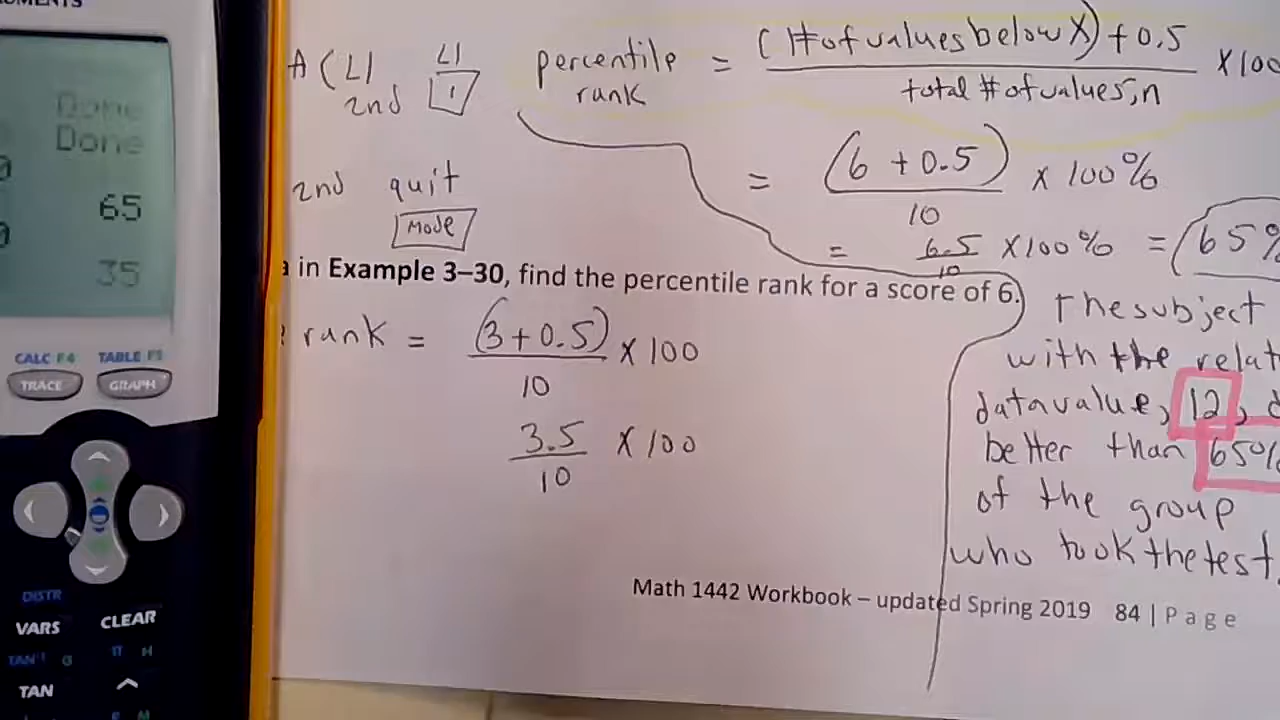 Done
Done
65
35
CALC F4 TABLE F5
TRACE GRAPH
DISTR
VARS CLEAR
TAN
A (L1
2nd
L1
1
2nd quit
Mode
percentile rank = (# of values below X) + 0.5 / total # of values, n × 100
= (6 + 0.5) / 10 × 100%
= 6.5 / 10 × 100% = 65%
a in Example 3–30, find the percentile rank for a score of 6.
rank = (3 + 0.5) / 10 × 100
3.5 / 10 × 100
The subject
with the relat
data value, 12, d
better than 65%
of the group
who took the test.
Math 1442 Workbook – updated Spring 2019 84 | Page